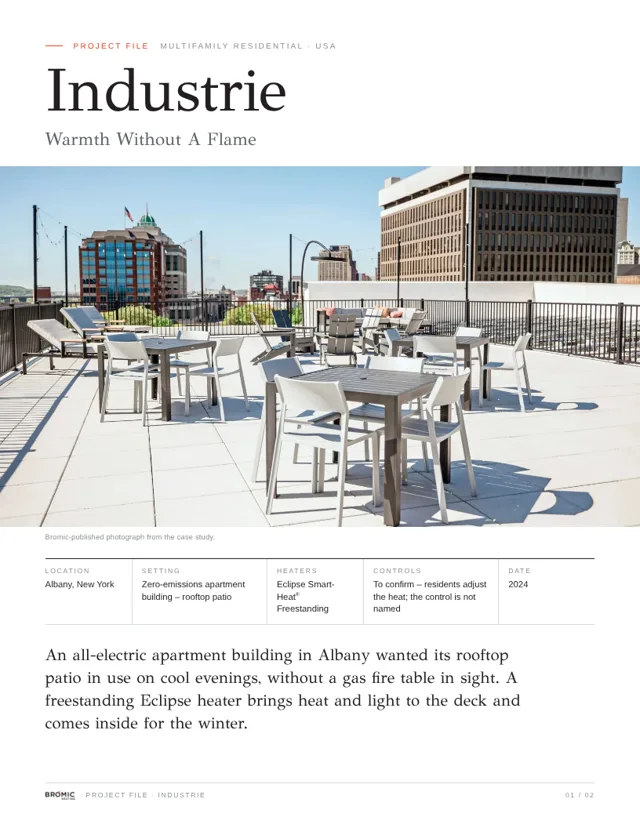 PROJECT FILE MULTIFAMILY RESIDENTIAL · USA
Industrie
Warmth Without A Flame
Bromic-published photograph from the case study.
LOCATION
Albany, New York
SETTING
Zero-emissions apartment
building – rooftop patio
HEATERS
Eclipse Smart-
Heat®
Freestanding
CONTROLS
To confirm – residents adjust
the heat; the control is not
named
DATE
2024
An all-electric apartment building in Albany wanted its rooftop
patio in use on cool evenings, without a gas fire table in sight. A
freestanding Eclipse heater brings heat and light to the deck and
comes inside for the winter.
BROMIC
PROJECT FILE · INDUSTRIE
01 / 02